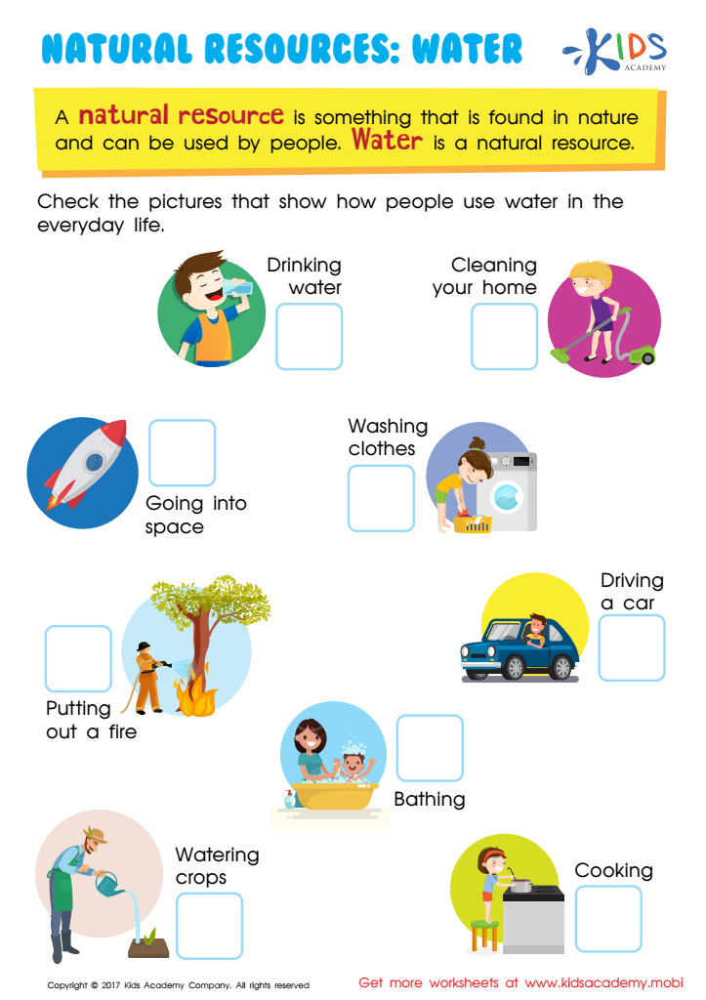 NATURAL RESOURCES: WATER
KIDS
ACADEMY
A natural resource is something that is found in nature
and can be used by people. Water is a natural resource.
Check the pictures that show how people use water in the
everyday life.
Drinking
water
Cleaning
your home
Going into
space
Washing
clothes
Putting
out a fire
Driving
a car
Bathing
Watering
crops
Cooking
Copyright © 2017 Kids Academy Company. All rights reserved
Get more worksheets at www.kidsacademy.mobi